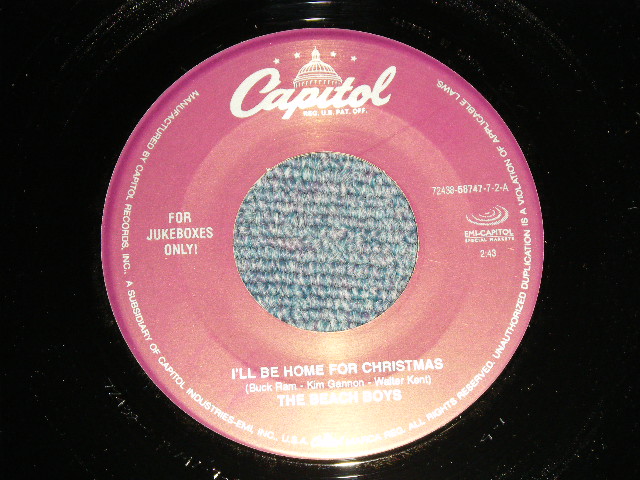 Capitol
REG. U.S. PAT. OFF.
72438-58747-7-2-A
FOR
JUKEBOXES
ONLY!
EMI-CAPITOL
SPECIAL MARKETS
2:43
I'LL BE HOME FOR CHRISTMAS
(Buck Ram - Kim Gannon - Walter Kent)
THE BEACH BOYS
MANUFACTURED BY CAPITOL RECORDS, INC., A SUBSIDIARY OF CAPITOL INDUSTRIES-EMI, INC., U.S.A. REG. ALL RIGHTS RESERVED. UNAUTHORIZED DUPLICATION IS A VIOLATION OF APPLICABLE LAWS.